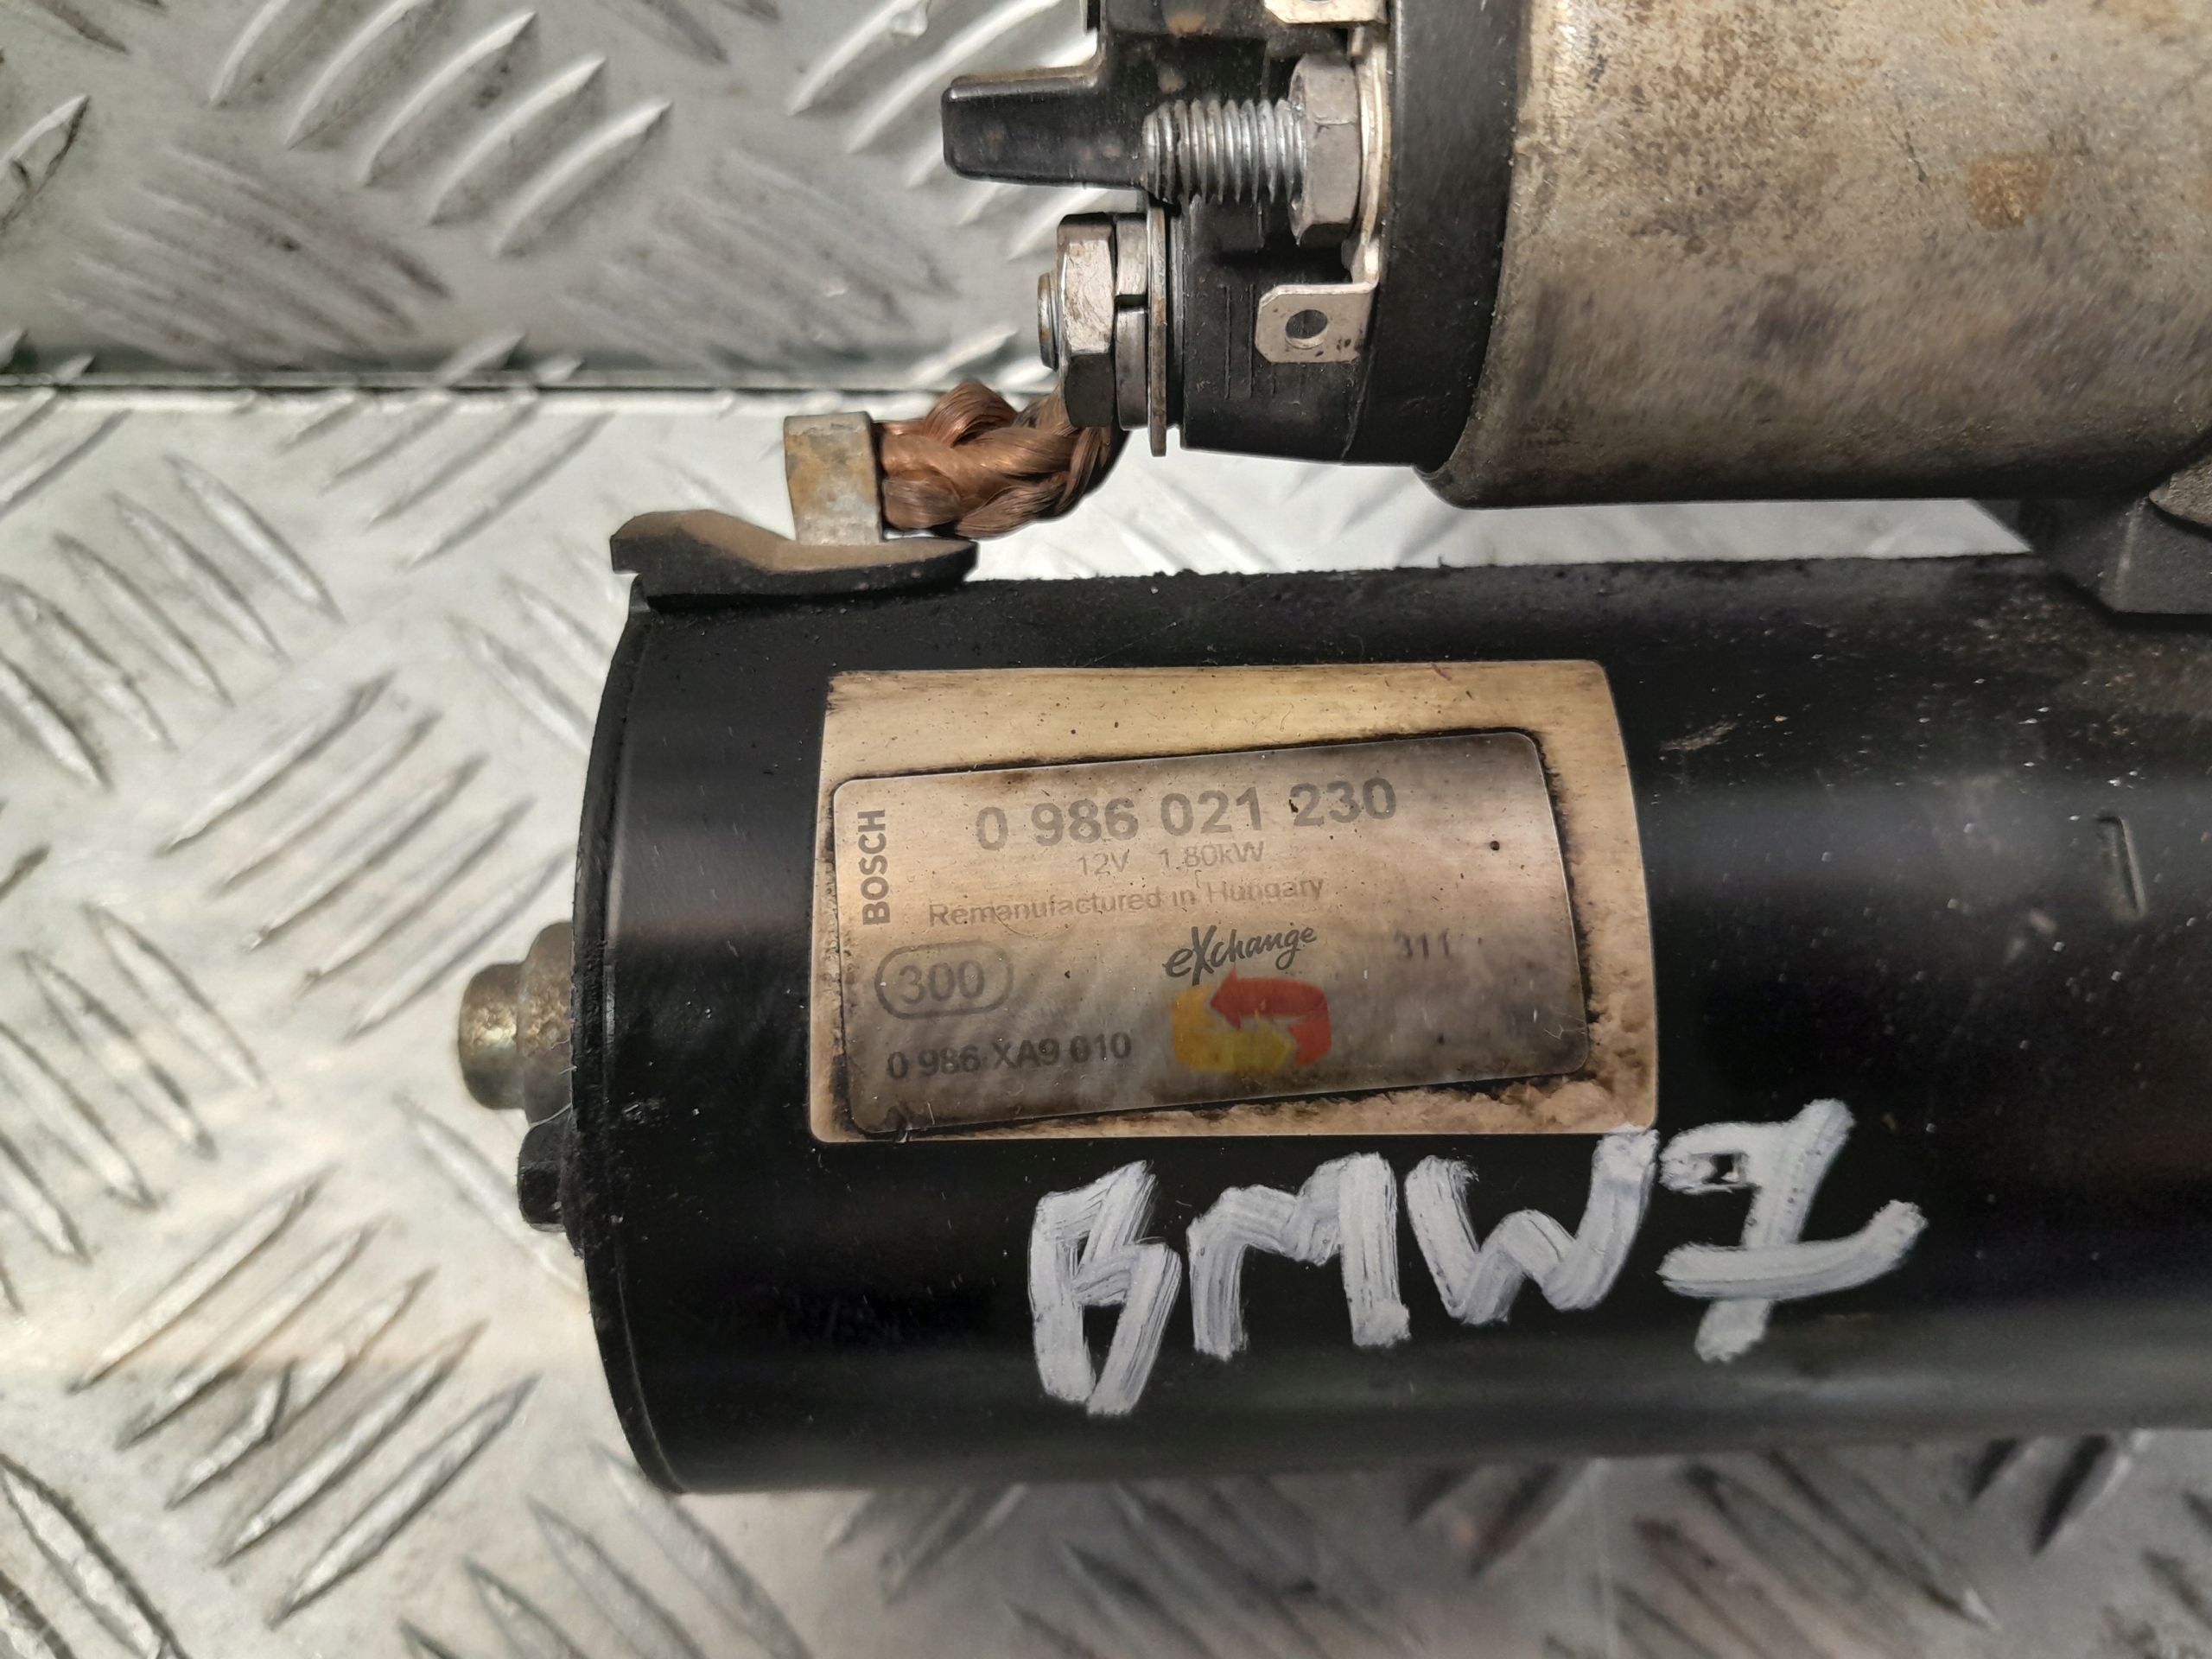 BOSCH
0 986 021 230
12V 1,80kW
Remanufactured in Hungary
eXchange
311
300
0 986 XA9 010
BMW7